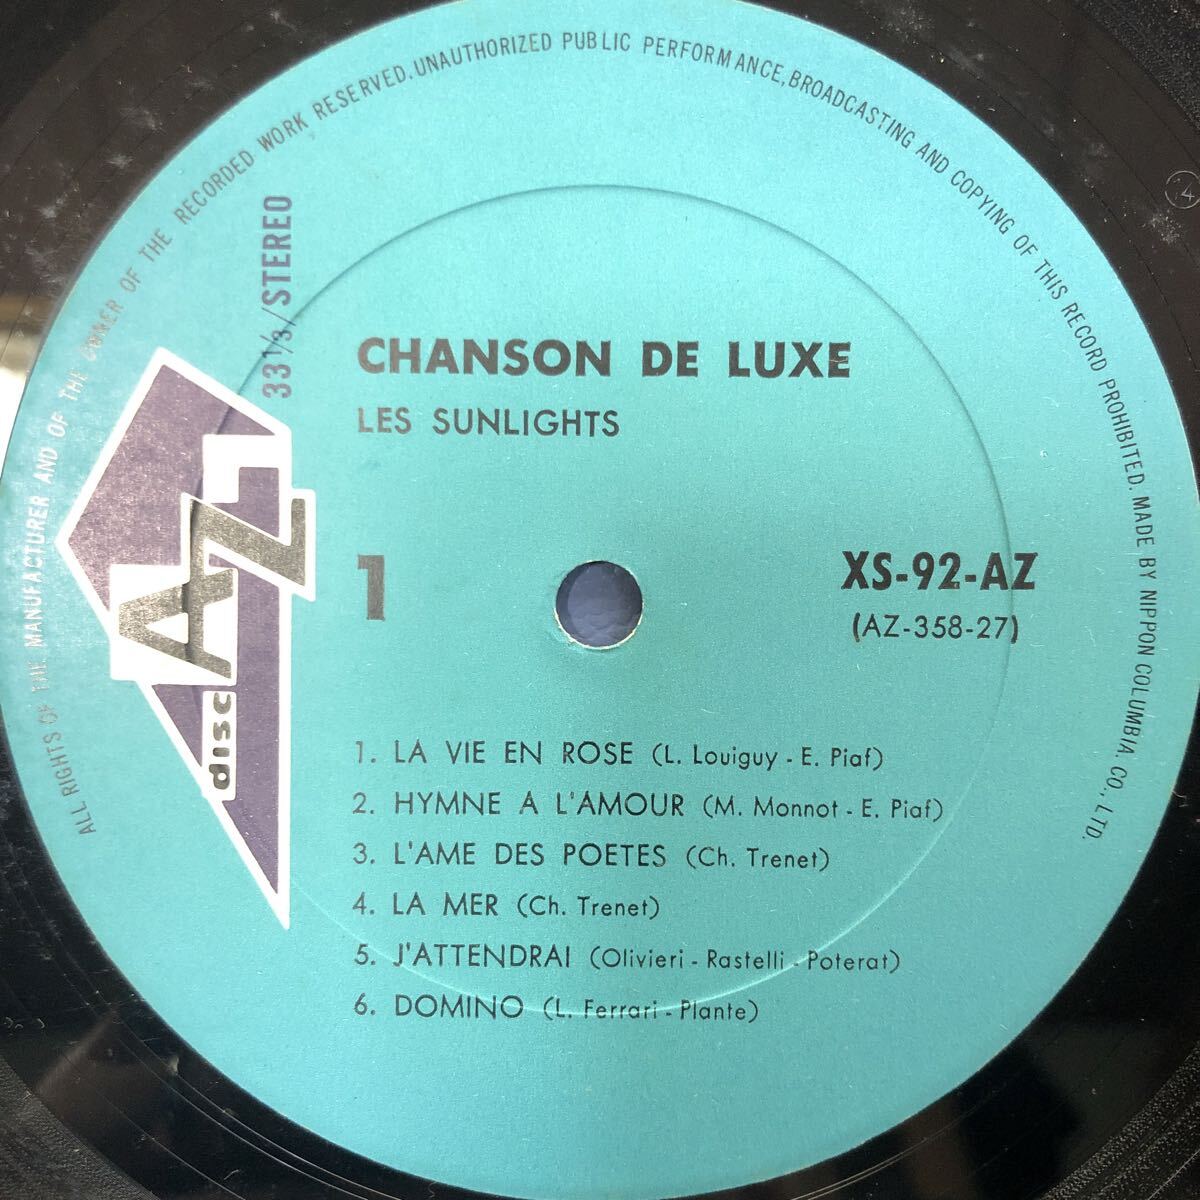 ALL RIGHTS OF THE MANUFACTURER AND OF THE OWNER OF THE RECORDED WORK RESERVED. UNAUTHORIZED PUBLIC PERFORMANCE, BROADCASTING AND COPYING OF THIS RECORD PROHIBITED. MADE BY NIPPON COLUMBIA. CO., LTD.
33 1/3/STEREO
disc AZ
CHANSON DE LUXE
LES SUNLIGHTS
1
XS-92-AZ
(AZ-358-27)
1. LA VIE EN ROSE (L. Louiguy - E. Piaf)
2. HYMNE A L'AMOUR (M. Monnot - E. Piaf)
3. L'AME DES POETES (Ch. Trenet)
4. LA MER (Ch. Trenet)
5. J'ATTENDRAI (Olivieri - Rastelli - Poterat)
6. DOMINO (L. Ferrari - Plante)